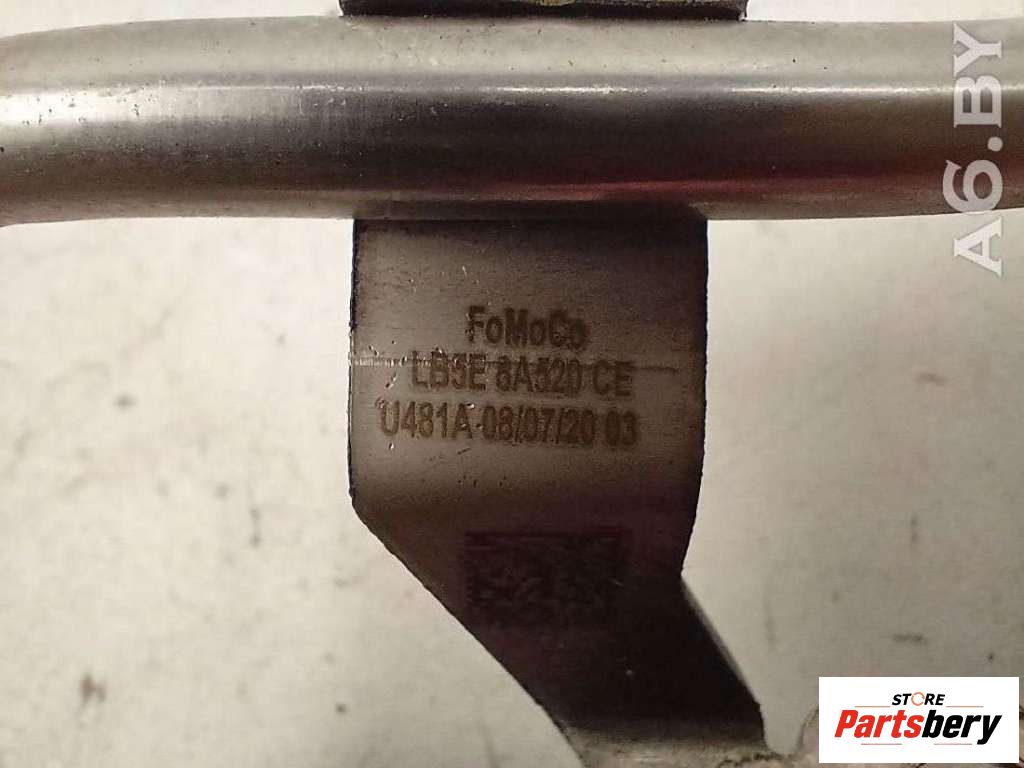 A6.BY
FoMoCo
LB5E 8A520 CE
U481A 08/07/20 03
STORE
Partsbery